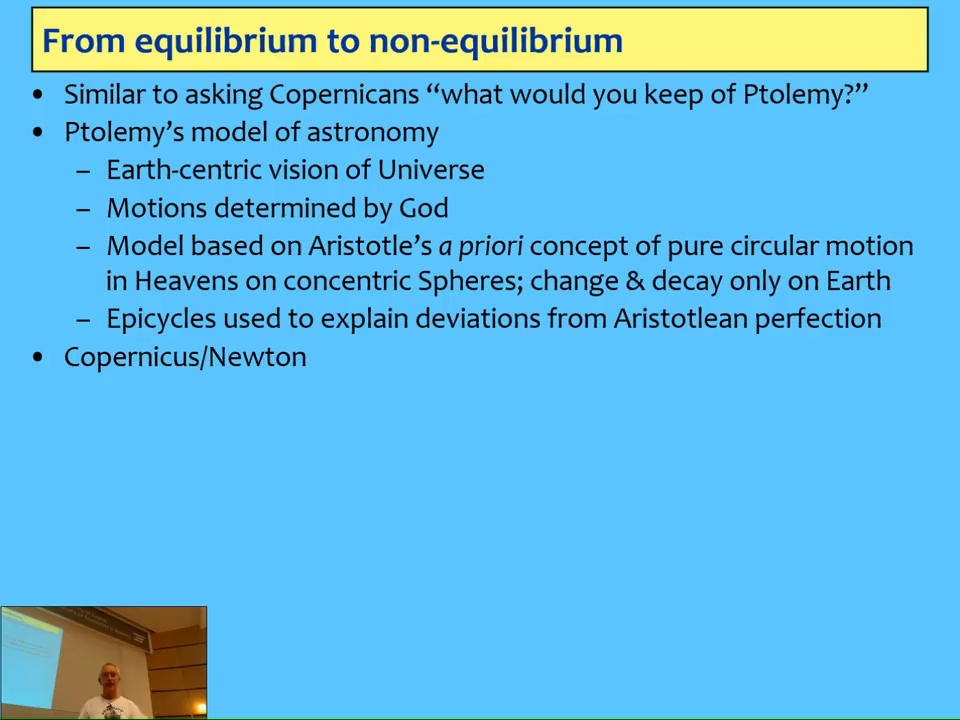 From equilibrium to non-equilibrium
• Similar to asking Copernicans “what would you keep of Ptolemy?”
• Ptolemy’s model of astronomy
– Earth-centric vision of Universe
– Motions determined by God
– Model based on Aristotle’s a priori concept of pure circular motion
in Heavens on concentric Spheres; change & decay only on Earth
– Epicycles used to explain deviations from Aristotlean perfection
• Copernicus/Newton